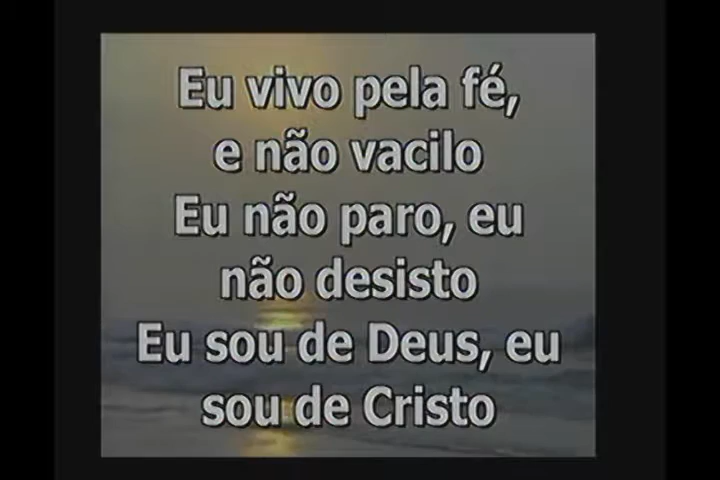 Eu vivo pela fé,
e não vacilo
Eu não paro, eu
não desisto
Eu sou de Deus, eu
sou de Cristo